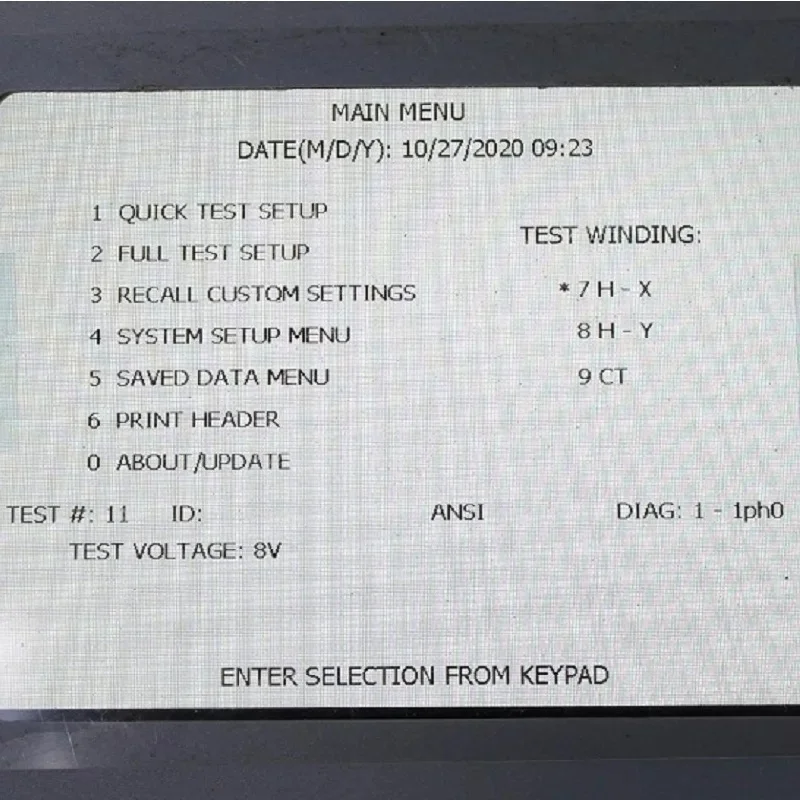 MAIN MENU
DATE(M/D/Y): 10/27/2020 09:23
1 QUICK TEST SETUP
2 FULL TEST SETUP
3 RECALL CUSTOM SETTINGS
4 SYSTEM SETUP MENU
5 SAVED DATA MENU
6 PRINT HEADER
0 ABOUT/UPDATE
TEST WINDING:
*7 H - X
8 H - Y
9 CT
TEST #: 11 ID: ANSI DIAG: 1 - 1ph0
TEST VOLTAGE: 8V
ENTER SELECTION FROM KEYPAD